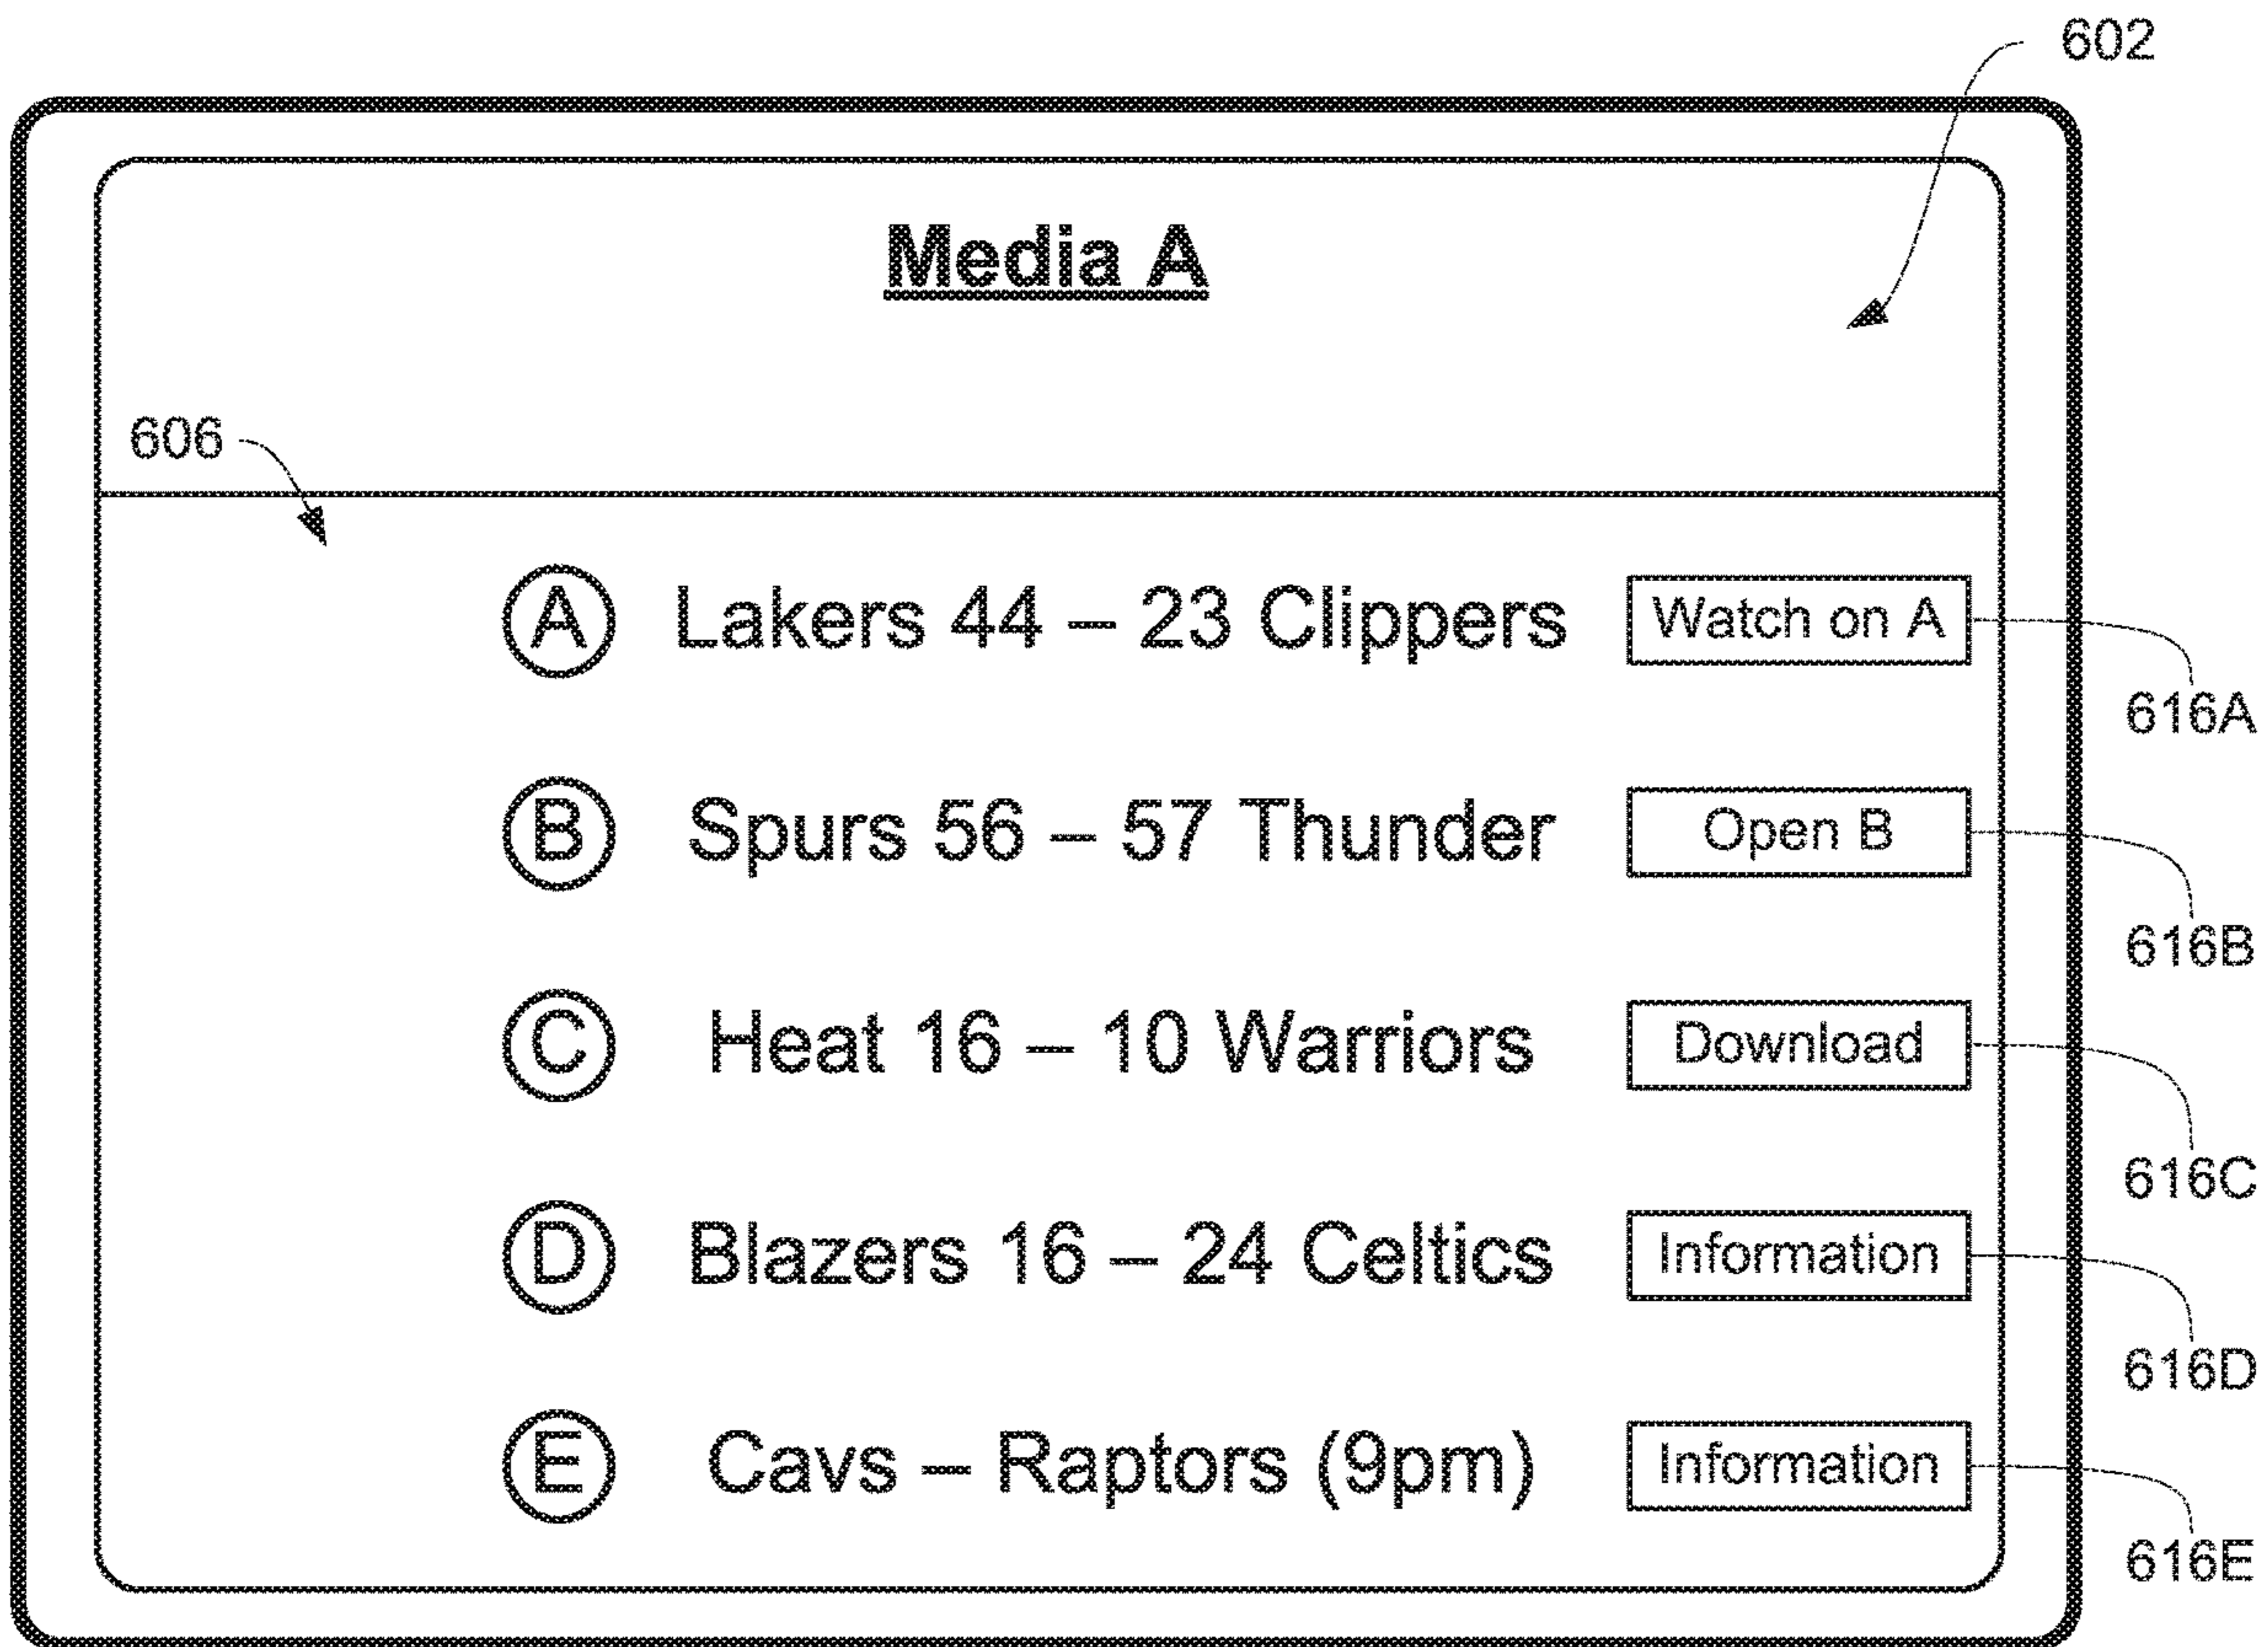 602
Media A
606
A Lakers 44 – 23 Clippers Watch on A
616A
B Spurs 56 – 57 Thunder Open B
616B
C Heat 16 – 10 Warriors Download
616C
D Blazers 16 – 24 Celtics Information
616D
E Cavs – Raptors (9pm) Information
616E